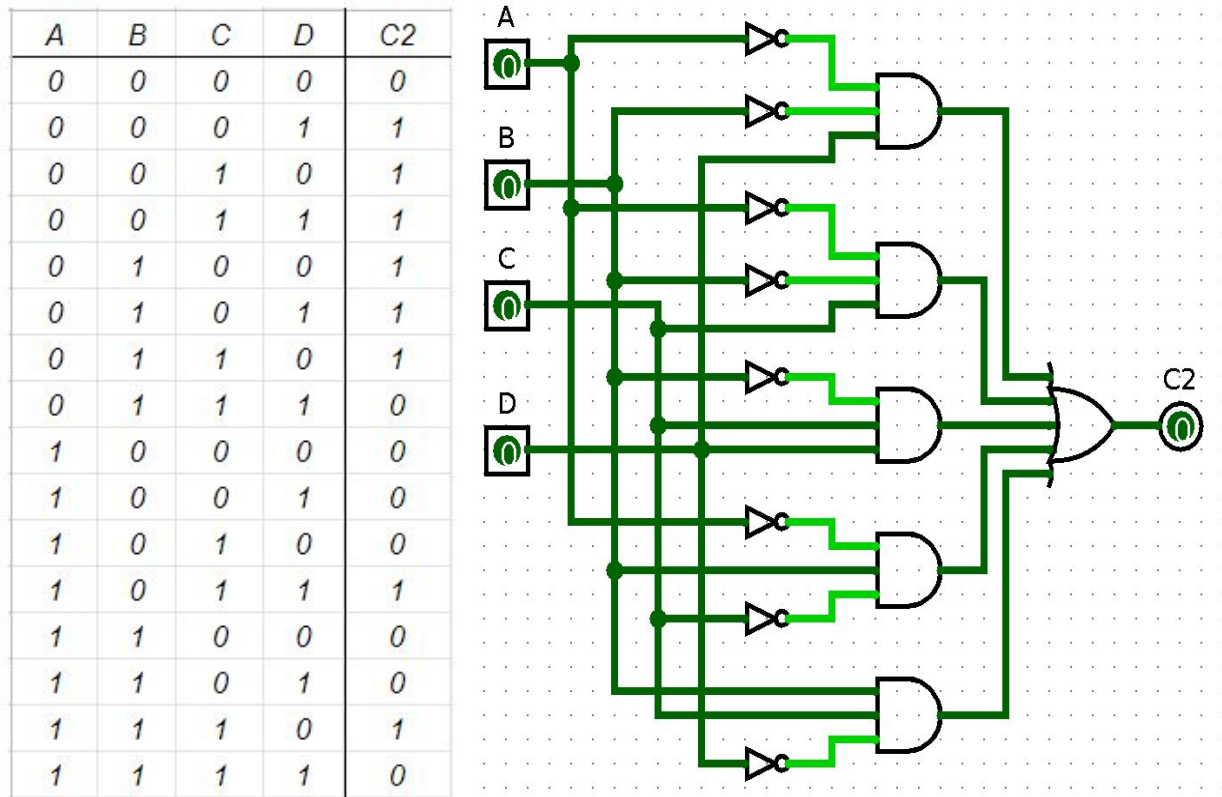 A B C D C2
0 0 0 0 0
0 0 0 1 1
0 0 1 0 1
0 0 1 1 1
0 1 0 0 1
0 1 0 1 1
0 1 1 0 1
0 1 1 1 0
1 0 0 0 0
1 0 0 1 0
1 0 1 0 0
1 0 1 1 1
1 1 0 0 0
1 1 0 1 0
1 1 1 0 1
1 1 1 1 0
A
0
B
0
C
0
D
0
C2
0